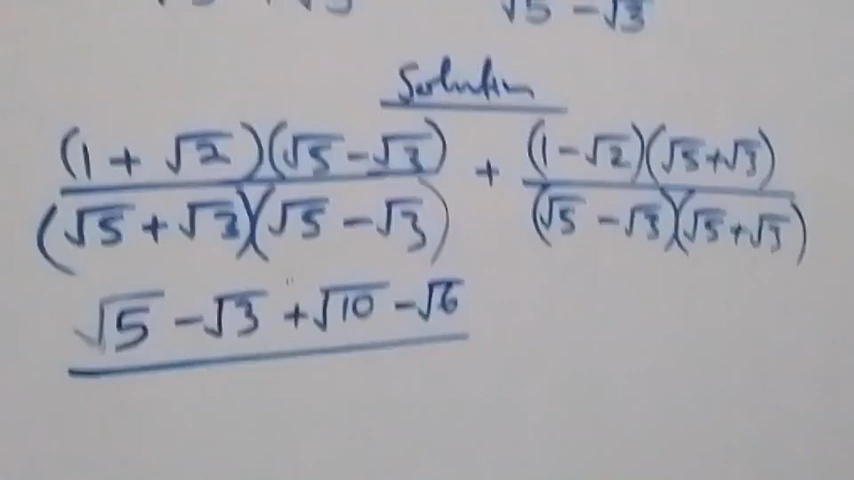 √5 − √3
Solution
(1 + √2)(√5 − √3) + (1 − √2)(√5 + √3)
(√5 + √3)(√5 − √3) (√5 − √3)(√5 + √3)
√5 − √3 + √10 − √6